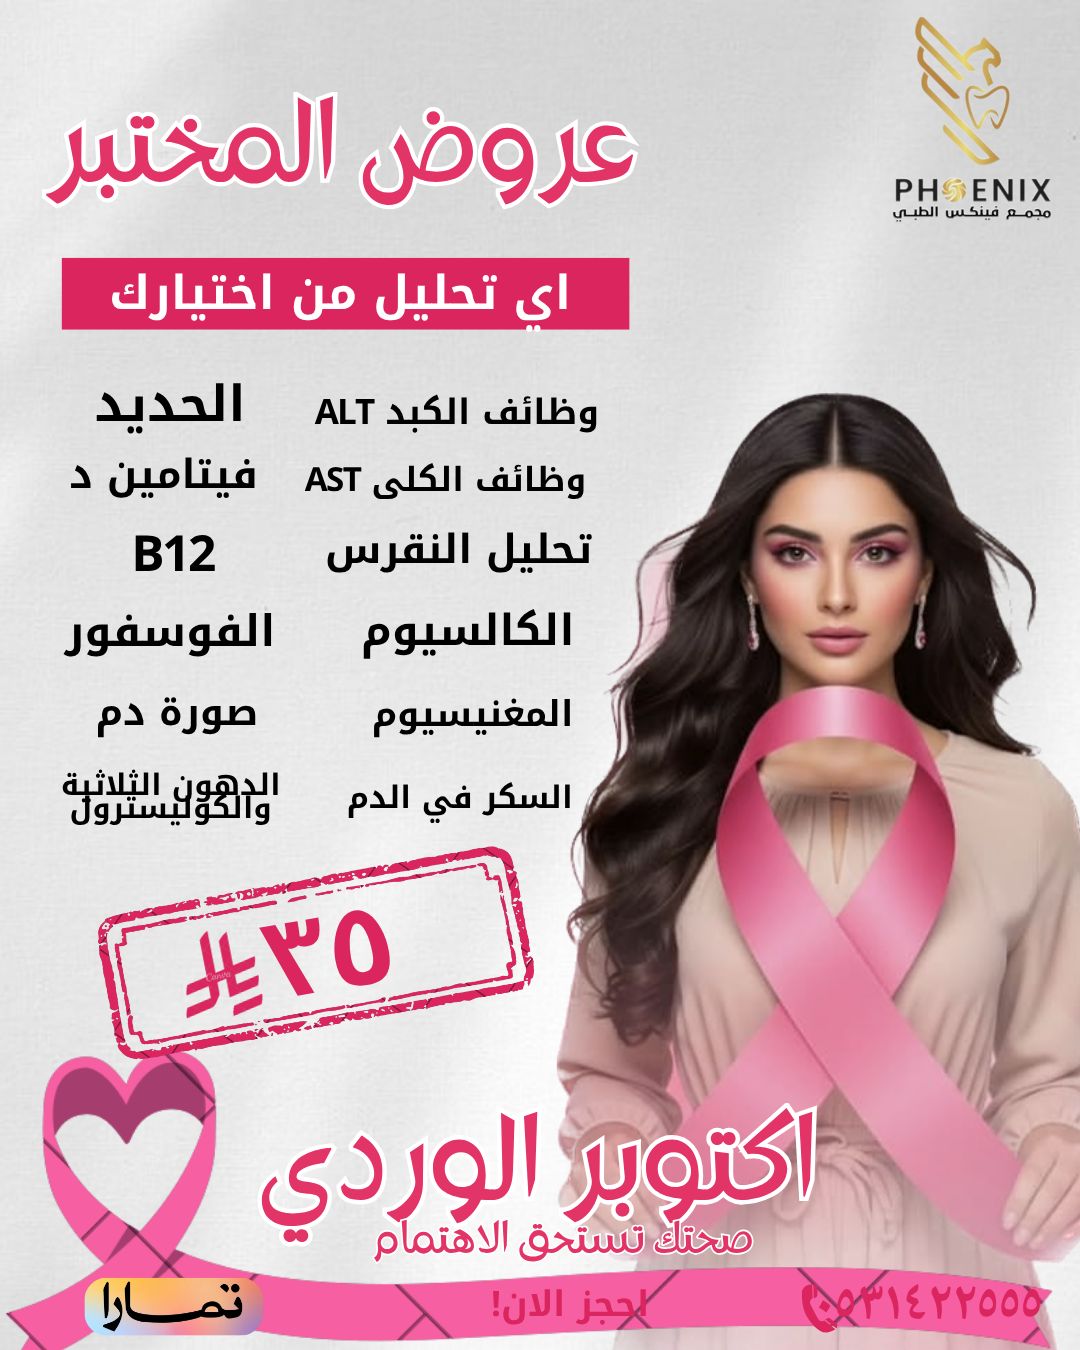 PHOENIX
مجمع فينكس الطبي
عروض المختبر
اي تحليل من اختيارك
وظائف الكبد ALT
الحديد
وظائف الكلى AST
فيتامين د
تحليل النقرس
B12
الكالسيوم
الفوسفور
المغنيسيوم
صورة دم
السكر في الدم
الدهون الثلاثية
والكوليسترول
٣٥
Canva
اكتوبر الوردي
صحتك تستحق الاهتمام
٠٥٣١٤٢٢٥٥٥
احجز الان!
تمارا